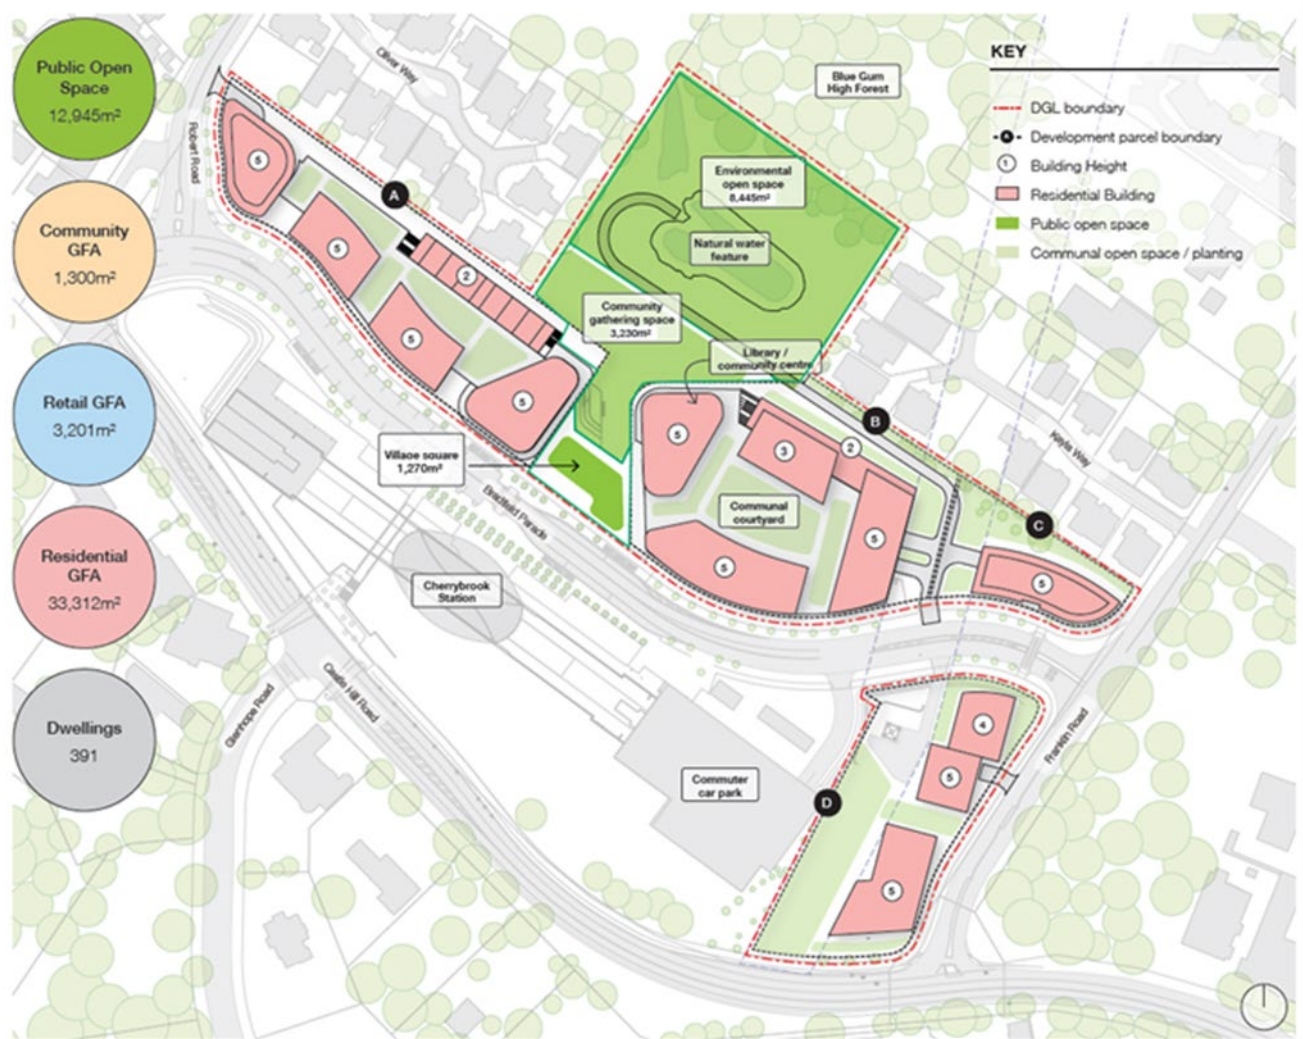 Public Open
Space
12,945m²
Community
GFA
1,300m²
Retail GFA
3,201m²
Residential
GFA
33,312m²
Dwellings
391
KEY
DGL boundary
A
Development parcel boundary
1
Building Height
Residential Building
Public open space
Communal open space / planting
Oliver Way
Robert Road
Blue Gum
High Forest
Environmental
open space
8,445m²
Natural water
feature
Community
gathering space
3,230m²
Library /
community centre
A
5
5
2
5
5
Village square
1,270m²
Bradfield Parade
B
5
3
2
Communal
courtyard
5
5
Kayla Way
C
5
Cherrybrook
Station
Castle Hill Road
Glenhope Road
Franklin Road
Commuter
car park
D
4
5
5